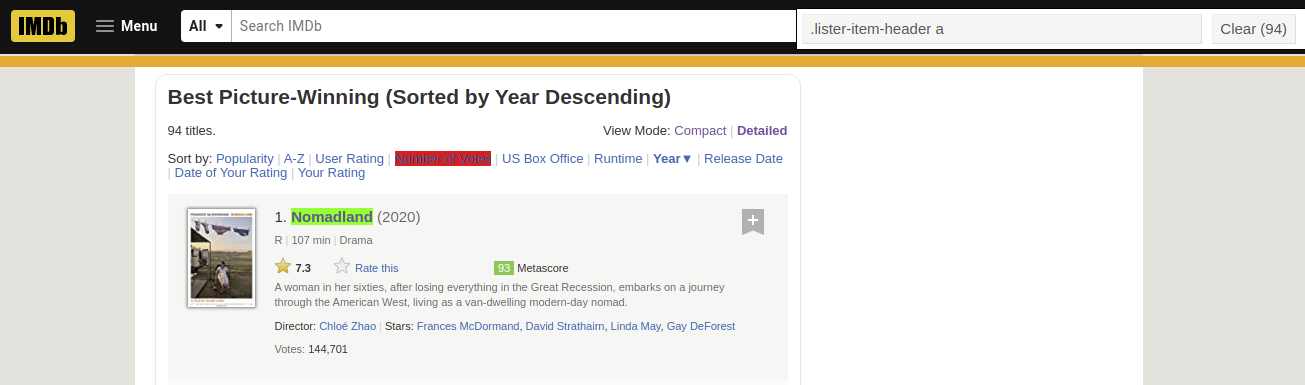 IMDb Menu All Search IMDb .lister-item-header a Clear (94)
Best Picture-Winning (Sorted by Year Descending)
94 titles. View Mode: Compact | Detailed
Sort by: Popularity | A-Z | User Rating | Number of Votes | US Box Office | Runtime | Year▼ | Release Date
| Date of Your Rating | Your Rating
1. Nomadland (2020)
R | 107 min | Drama
7.3 Rate this 93 Metascore
A woman in her sixties, after losing everything in the Great Recession, embarks on a journey
through the American West, living as a van-dwelling modern-day nomad.
Director: Chloé Zhao | Stars: Frances McDormand, David Strathairn, Linda May, Gay DeForest
Votes: 144,701